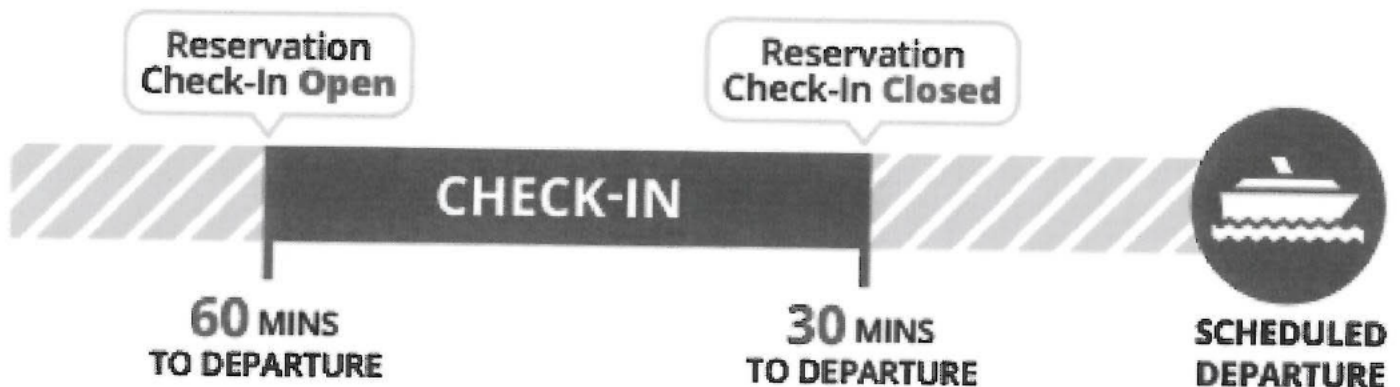 Reservation
Check-In Open
Reservation
Check-In Closed
CHECK-IN
60 MINS
TO DEPARTURE
30 MINS
TO DEPARTURE
SCHEDULED
DEPARTURE